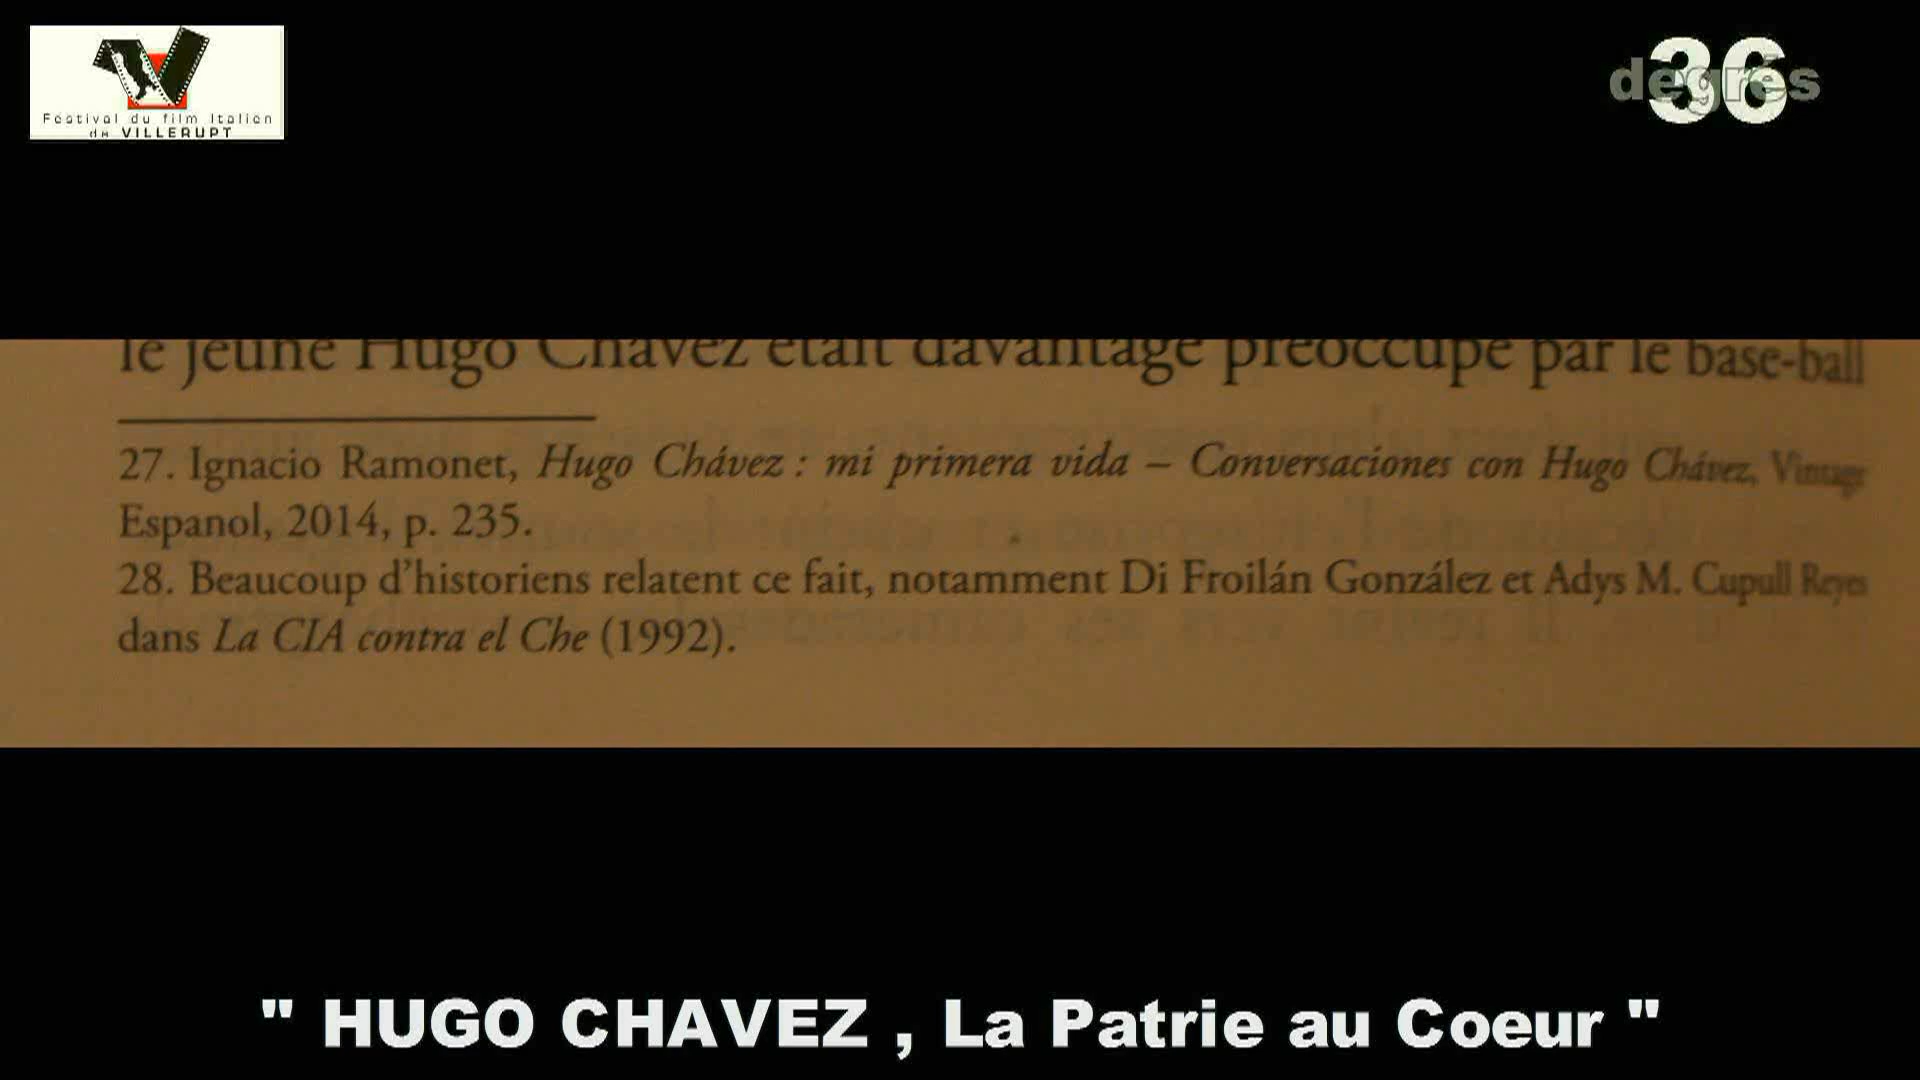 Festival du film Italien
de VILLERUPT
36
degrés
le jeune Hugo Chavez était davantage préoccupé par le base-ball
27. Ignacio Ramonet, Hugo Chávez : mi primera vida – Conversaciones con Hugo Chávez, Vintage
Espanol, 2014, p. 235.
28. Beaucoup d’historiens relatent ce fait, notamment Di Froilán González et Adys M. Cupull Reyes
dans La CIA contra el Che (1992).
" HUGO CHAVEZ , La Patrie au Coeur "